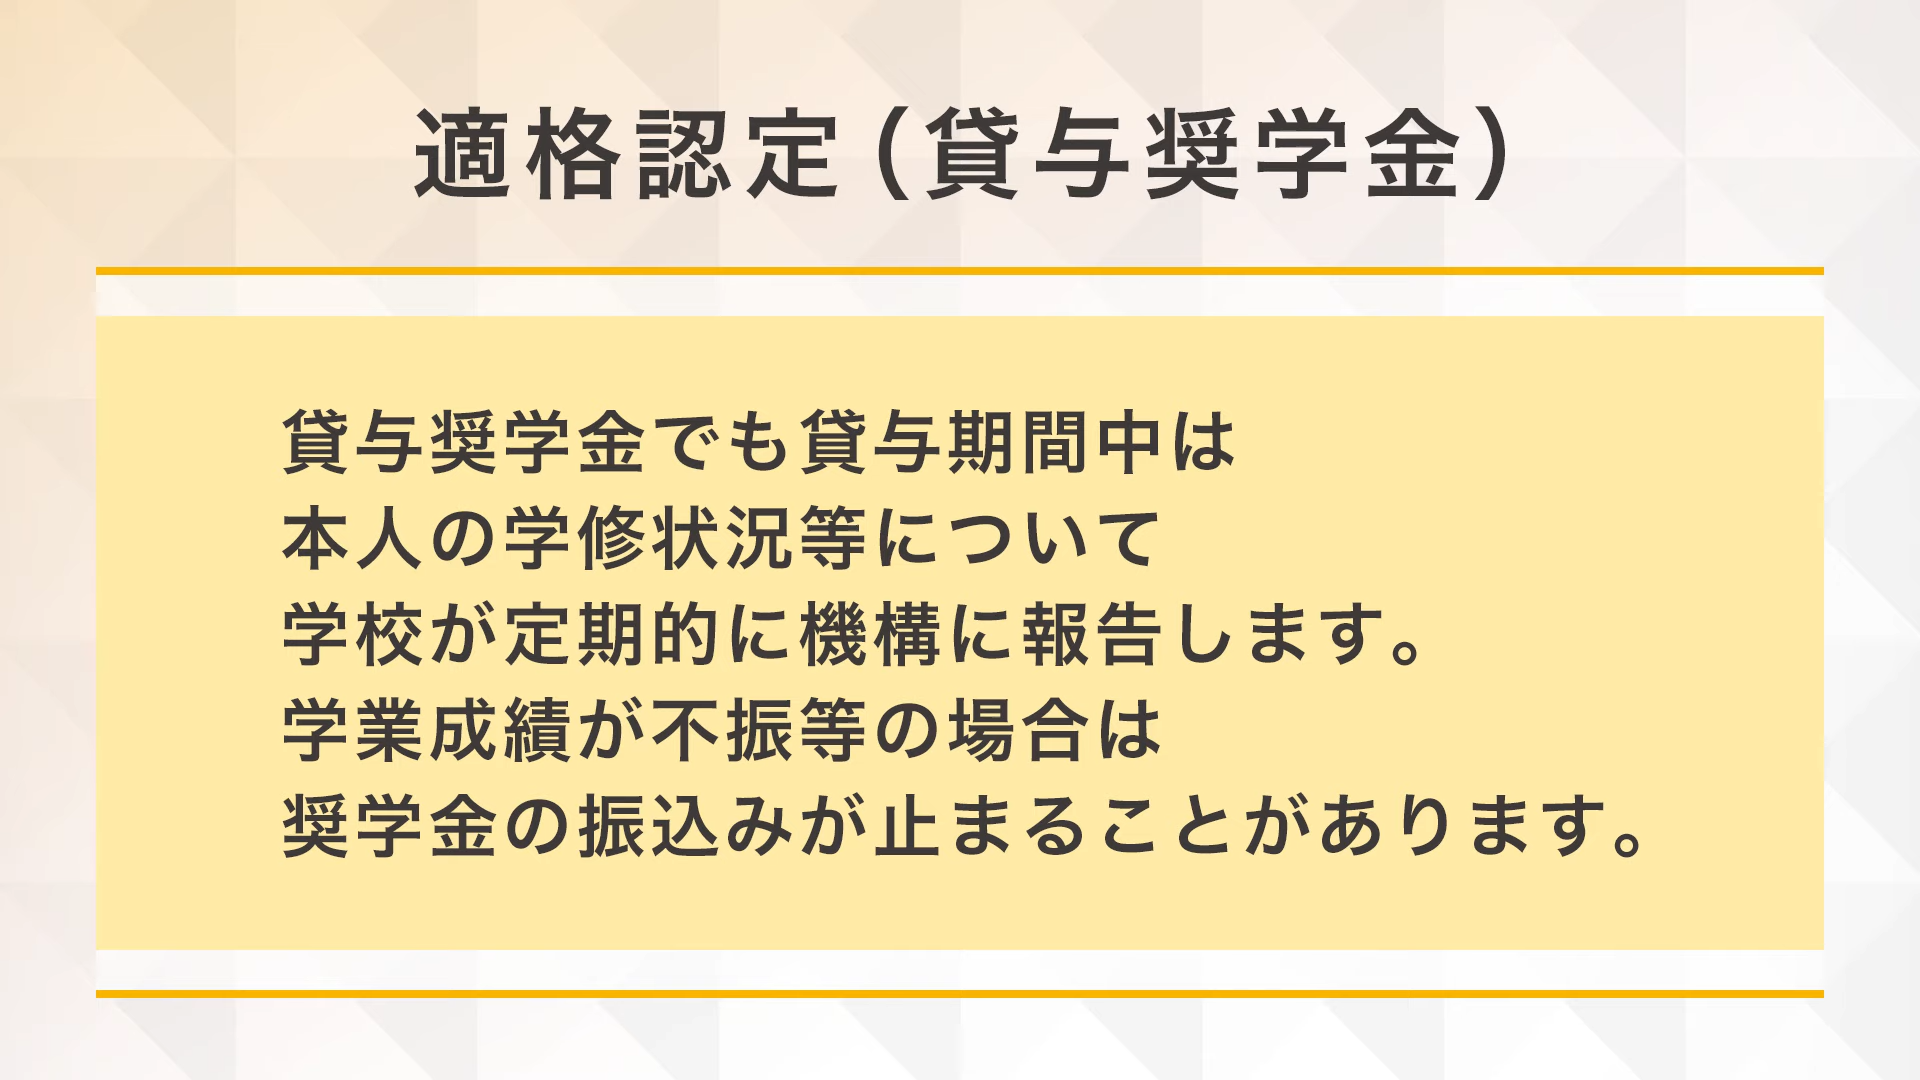 適格認定(貸与奨学金)
貸与奨学金でも貸与期間中は
本人の学修状況等について
学校が定期的に機構に報告します。
学業成績が不振等の場合は
奨学金の振込みが止まることがあります。